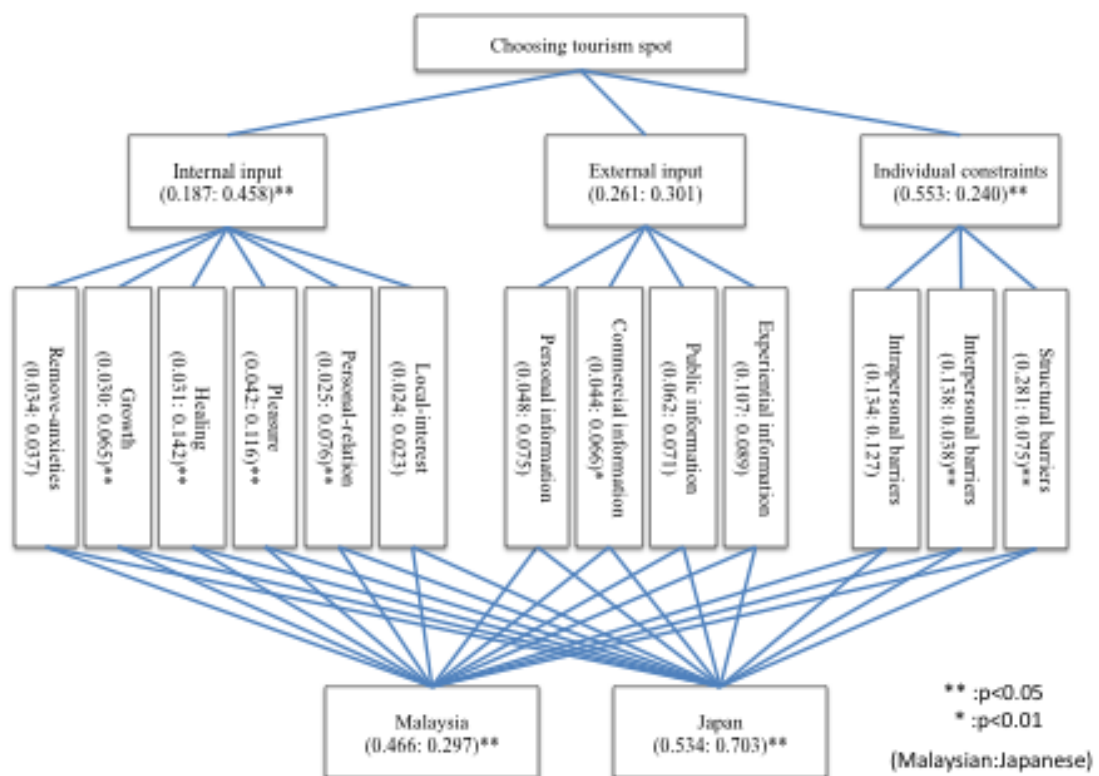 Choosing tourism spot
Internal input
(0.187: 0.458)**
External input
(0.261: 0.301)
Individual constraints
(0.553: 0.240)**
Remove-anxieties
(0.034: 0.037)
Growth
(0.030: 0.065)**
Healing
(0.031: 0.142)**
Pleasure
(0.042: 0.116)**
Personal-relation
(0.025: 0.076)**
Local-interest
(0.024: 0.023)
Personal information
(0.048: 0.075)
Commercial information
(0.044: 0.066)*
Public information
(0.062: 0.071)
Experiential information
(0.107: 0.089)
Intrapersonal barriers
(0.134: 0.127)
Interpersonal barriers
(0.138: 0.038)**
Structural barriers
(0.281: 0.075)**
Malaysia
(0.466: 0.297)**
Japan
(0.534: 0.703)**
** :p<0.05
* :p<0.01
(Malaysian:Japanese)